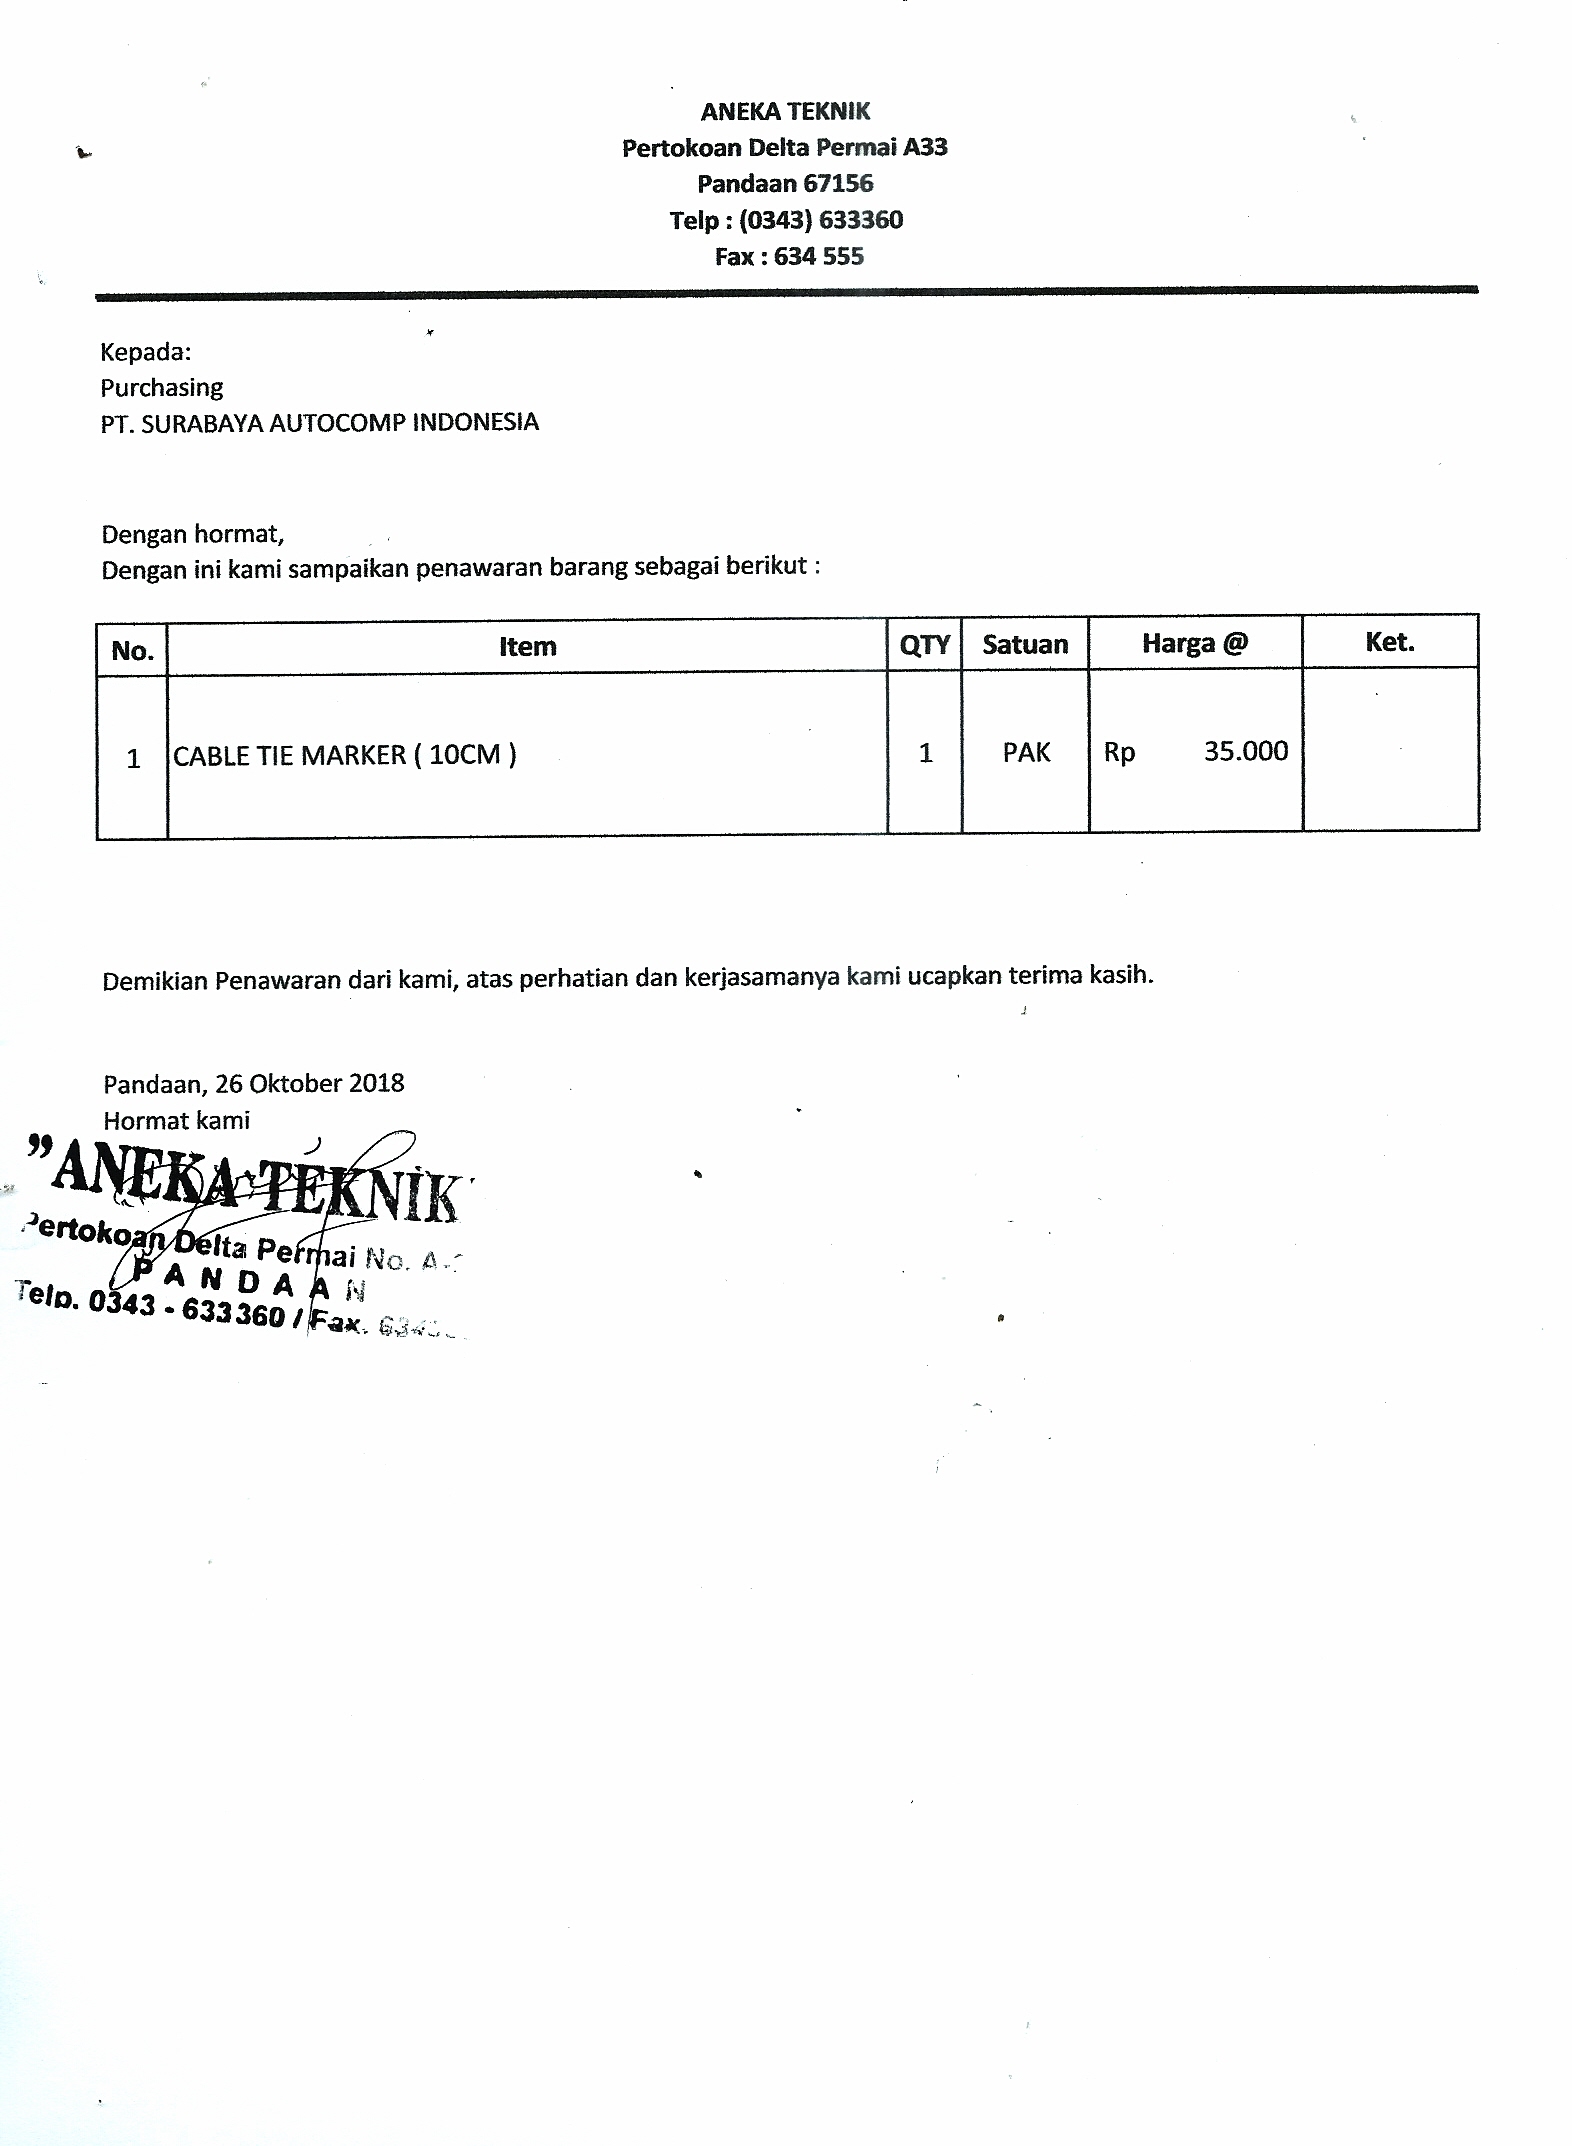 ANEKA TEKNIK
Pertokoan Delta Permai A33
Pandaan 67156
Telp : (0343) 633360
Fax : 634 555
Kepada:
Purchasing
PT. SURABAYA AUTOCOMP INDONESIA
Dengan hormat,
Dengan ini kami sampaikan penawaran barang sebagai berikut :
No. Item QTY Satuan Harga @ Ket.
1 CABLE TIE MARKER ( 10CM ) 1 PAK Rp 35.000
Demikian Penawaran dari kami, atas perhatian dan kerjasamanya kami ucapkan terima kasih.
Pandaan, 26 Oktober 2018
Hormat kami
”ANEKA TEKNIK
Pertokoan Delta Permai No.
PANDAAN
Telp. 0343 - 633360 / Fax.